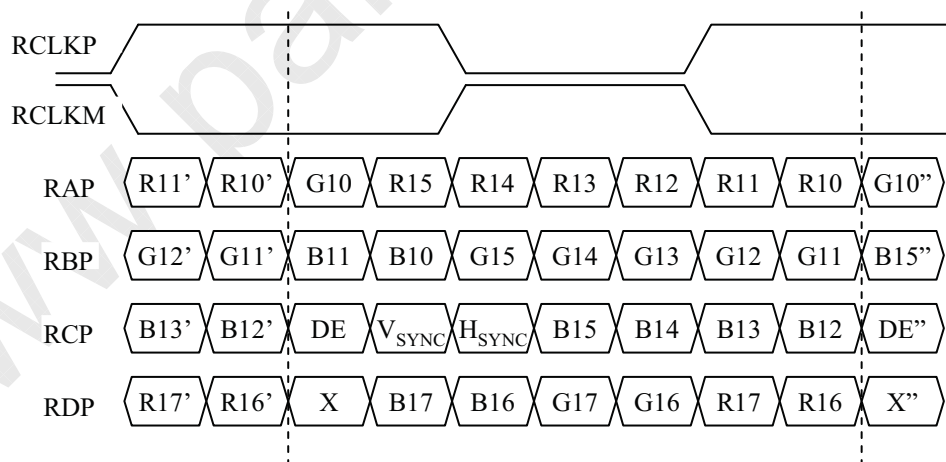 RCLKP
RCLKM
RAP R11’ R10’ G10 R15 R14 R13 R12 R11 R10 G10”
RBP G12’ G11’ B11 B10 G15 G14 G13 G12 G11 B15”
RCP B13’ B12’ DE VSYNC HSYNC B15 B14 B13 B12 DE”
RDP R17’ R16’ X B17 B16 G17 G16 R17 R16 X”
www.pa